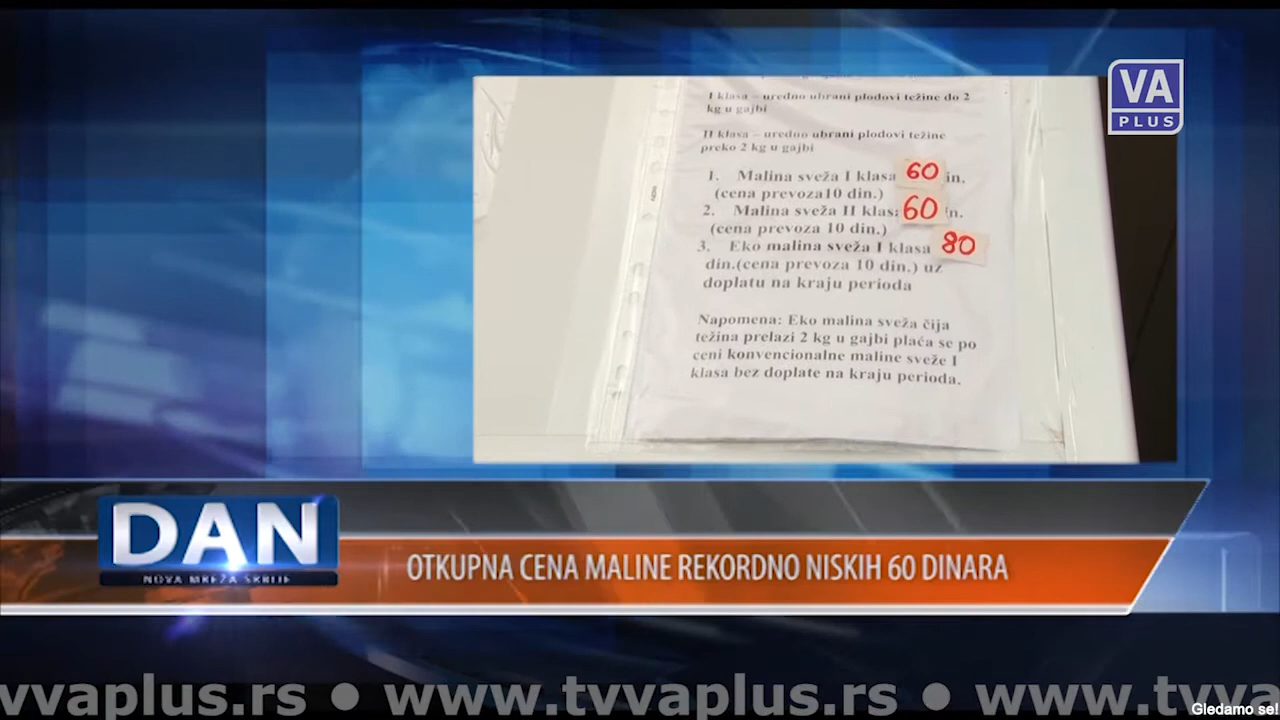 VA
PLUS
I klasa – uredno ubrani plodovi težine do 2
kg u gajbi
II klasa – uredno ubrani plodovi težine
preko 2 kg u gajbi
1. Malina sveža I klasa 60 in.
(cena prevoza10 din.)
2. Malina sveža II klasa 60 in.
(cena prevoza 10 din.)
3. Eko malina sveža I klasa 80
din.(cena prevoza 10 din.) uz
doplatu na kraju perioda
Napomena: Eko malina sveža čija
težina prelazi 2 kg u gajbi plaća se po
ceni konvencionalne maline sveže I
klasa bez doplate na kraju perioda.
DAN
NOVA MREŽA SRBIJE
OTKUPNA CENA MALINE REKORDNO NISKIH 60 DINARA
vvaplus.rs ● www.tvvaplus.rs ● www.tvva
Gledamo se!